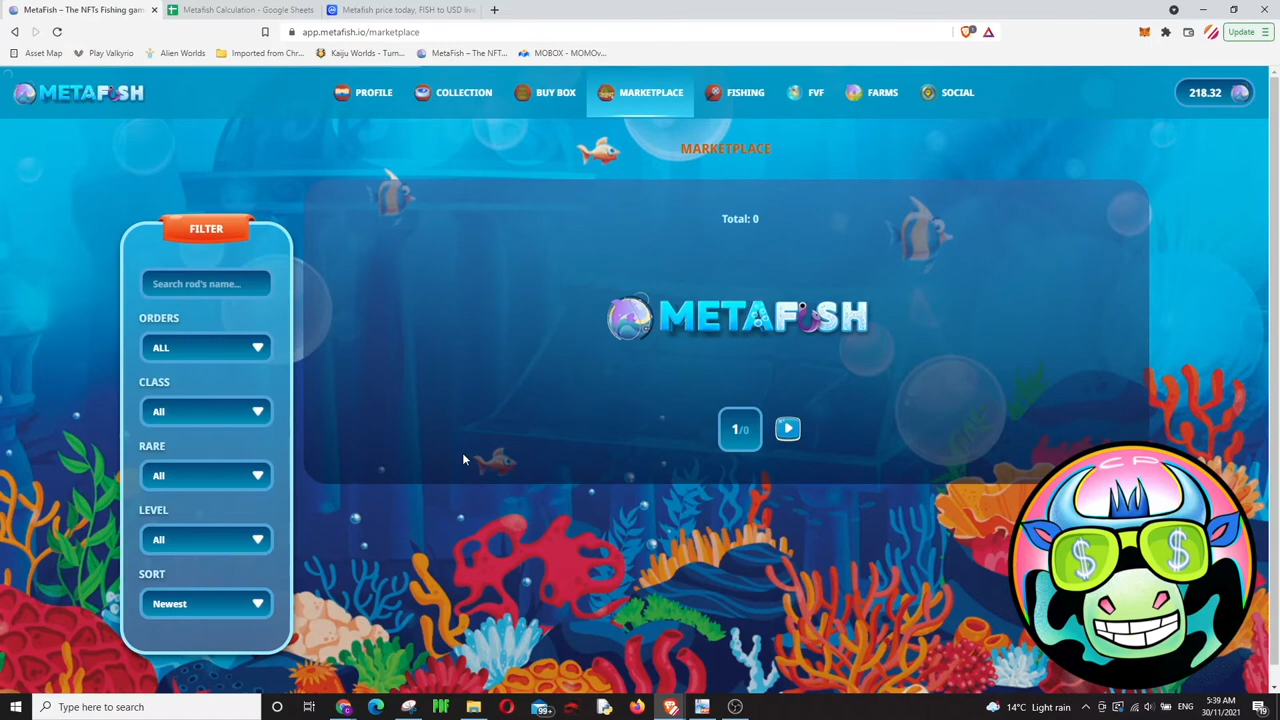 MetaFish – The NFTs Fishing gam
Metafish Calculation - Google Sheets
Metafish price today, FISH to USD live
app.metafish.io/marketplace
Update
Asset Map
Play Valkyrio
Alien Worlds
Imported from Chr...
Kaiju Worlds - Turn...
MetaFish – The NFT...
MOBOX - MOMOv...
METAFISH
PROFILE
COLLECTION
BUY BOX
MARKETPLACE
FISHING
FVF
FARMS
SOCIAL
218.32
MARKETPLACE
Total: 0
FILTER
Search rod's name...
ORDERS
ALL
CLASS
All
RARE
All
LEVEL
All
SORT
Newest
METAFISH
1/0
CP
$ $
Type here to search
99+
14°C Light rain
ENG
5:39 AM
30/11/2021
19